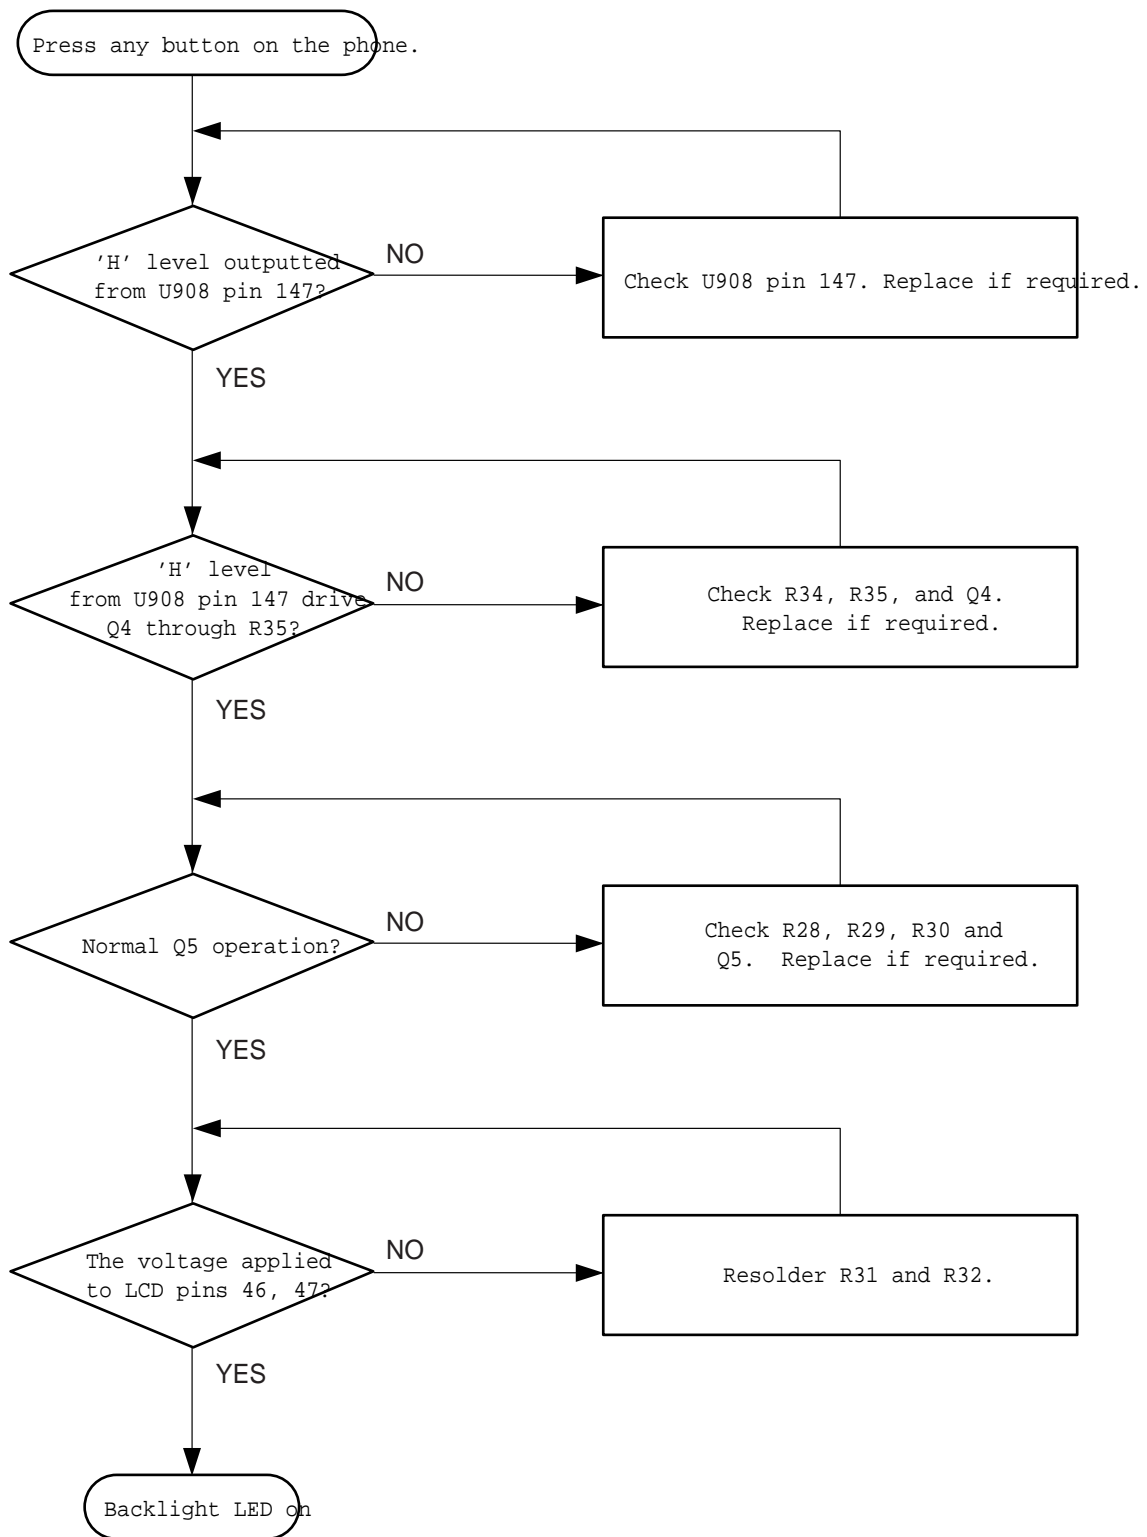 Press any button on the phone.
’H’ level outputted
from U908 pin 147?
NO
Check U908 pin 147. Replace if required.
YES
’H’ level
from U908 pin 147 drive
Q4 through R35?
NO
Check R34, R35, and Q4.
Replace if required.
YES
Normal Q5 operation?
NO
Check R28, R29, R30 and
Q5.  Replace if required.
YES
The voltage applied
to LCD pins 46, 47?
NO
Resolder R31 and R32.
YES
Backlight LED on